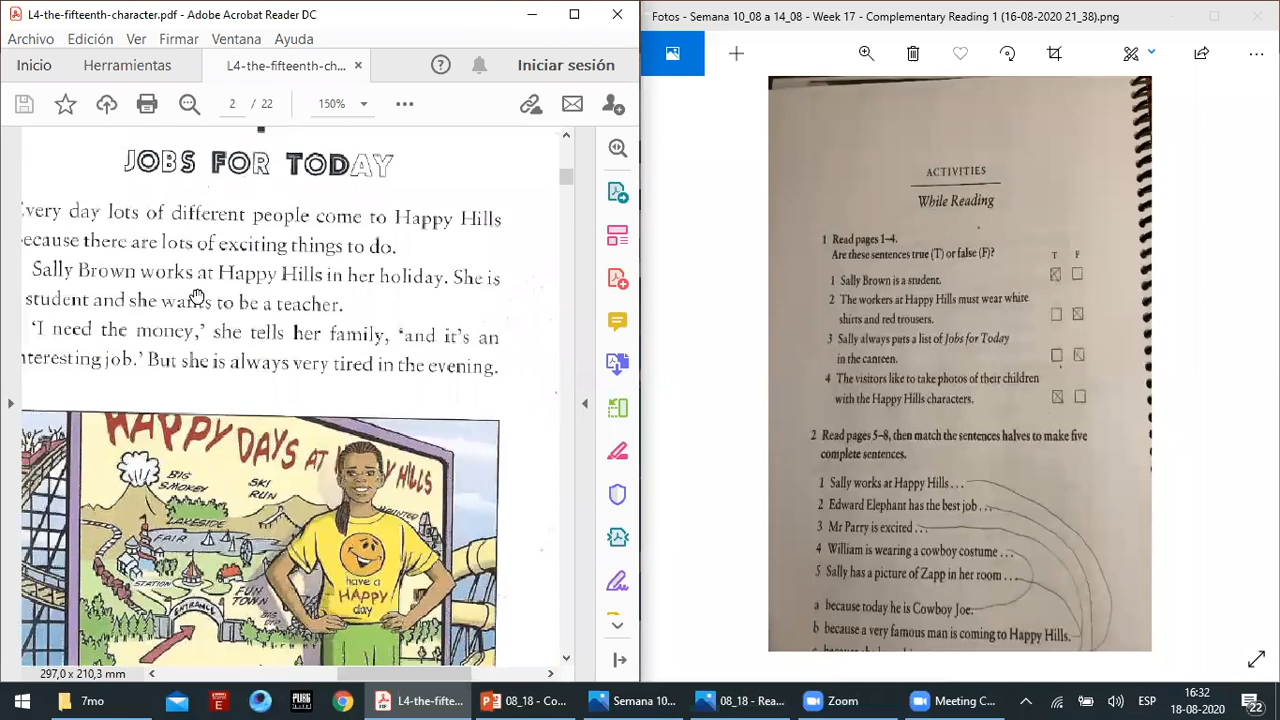 L4-the-fifteenth-character.pdf - Adobe Acrobat Reader DC
Archivo Edición Ver Firmar Ventana Ayuda
Inicio Herramientas L4-the-fifteenth-ch... × Iniciar sesión
2 / 22 150%
JOBS FOR TODAY
very day lots of different people come to Happy Hills
ecause there are lots of exciting things to do.
Sally Brown works at Happy Hills in her holiday. She is
student and she wants to be a teacher.
'I need the money,' she tells her family, 'and it's an
nteresting job.' But she is always very tired in the evening.
HAPPY DAYS AT HILLS
BIG SMOKEY
SKI RUN
LAKESIDE
HAUNTED
FAIR
STATION
FUN TOWN
ENTRANCE
have a
HAPPY
day
297,0 x 210,3 mm
Fotos - Semana 10_08 a 14_08 - Week 17 - Complementary Reading 1 (16-08-2020 21_38).png
ACTIVITIES
While Reading
1 Read pages 1–4.
Are these sentences true (T) or false (F)? T F
1 Sally Brown is a student.
2 The workers at Happy Hills must wear white
shirts and red trousers.
3 Sally always puts a list of Jobs for Today
in the canteen.
4 The visitors like to take photos of their children
with the Happy Hills characters.
2 Read pages 5–8, then match the sentences halves to make five
complete sentences.
1 Sally works at Happy Hills . . .
2 Edward Elephant has the best job . . .
3 Mr Parry is excited . . .
4 William is wearing a cowboy costume . . .
5 Sally has a picture of Zapp in her room . . .
a because today he is Cowboy Joe.
b because a very famous man is coming to Happy Hills.
7mo
PUBG
L4-the-fifte...
08_18 - Co...
Semana 10...
08_18 - Rea...
Zoom
Meeting C...
ESP
16:32
18-08-2020
22